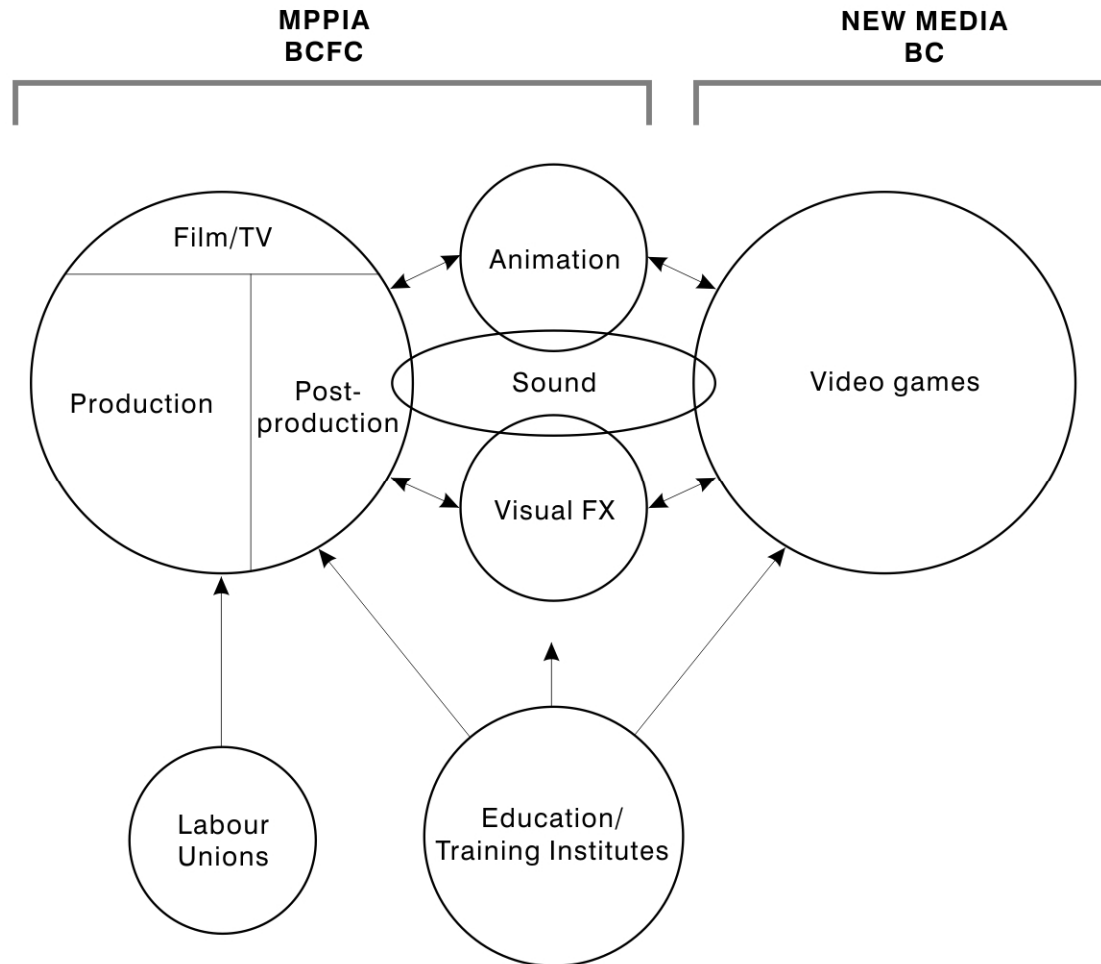 MPPIA
BCFC
NEW MEDIA
BC
Film/TV
Production
Post-
production
Animation
Sound
Visual FX
Video games
Labour
Unions
Education/
Training Institutes